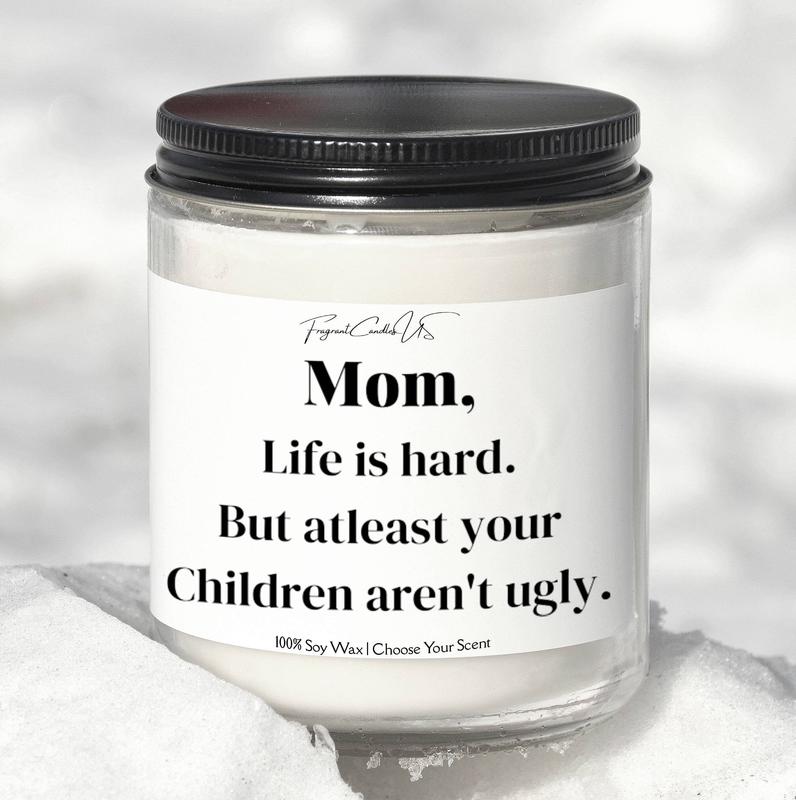 FragrantCandlesUS
Mom,
Life is hard.
But atleast your
Children aren't ugly.
100% Soy Wax | Choose Your Scent